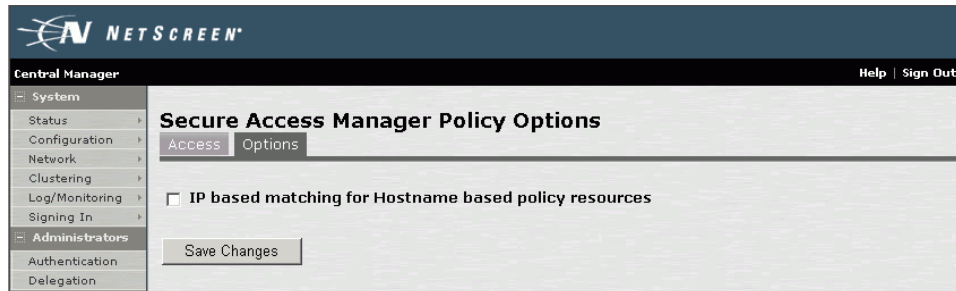 NETSCREEN
Central Manager
Help | Sign Out
System
Status
Configuration
Network
Clustering
Log/Monitoring
Signing In
Administrators
Authentication
Delegation
Secure Access Manager Policy Options
Access
Options
IP based matching for Hostname based policy resources
Save Changes